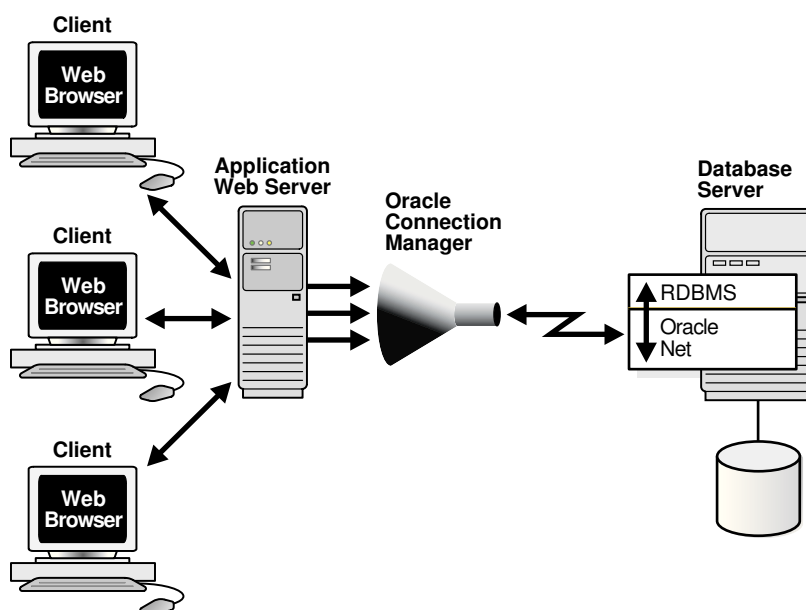 Client
Web
Browser
Application
Web Server
Database
Server
Oracle
Connection
Manager
Client
Web
Browser
RDBMS
Oracle
Net
Client
Web
Browser